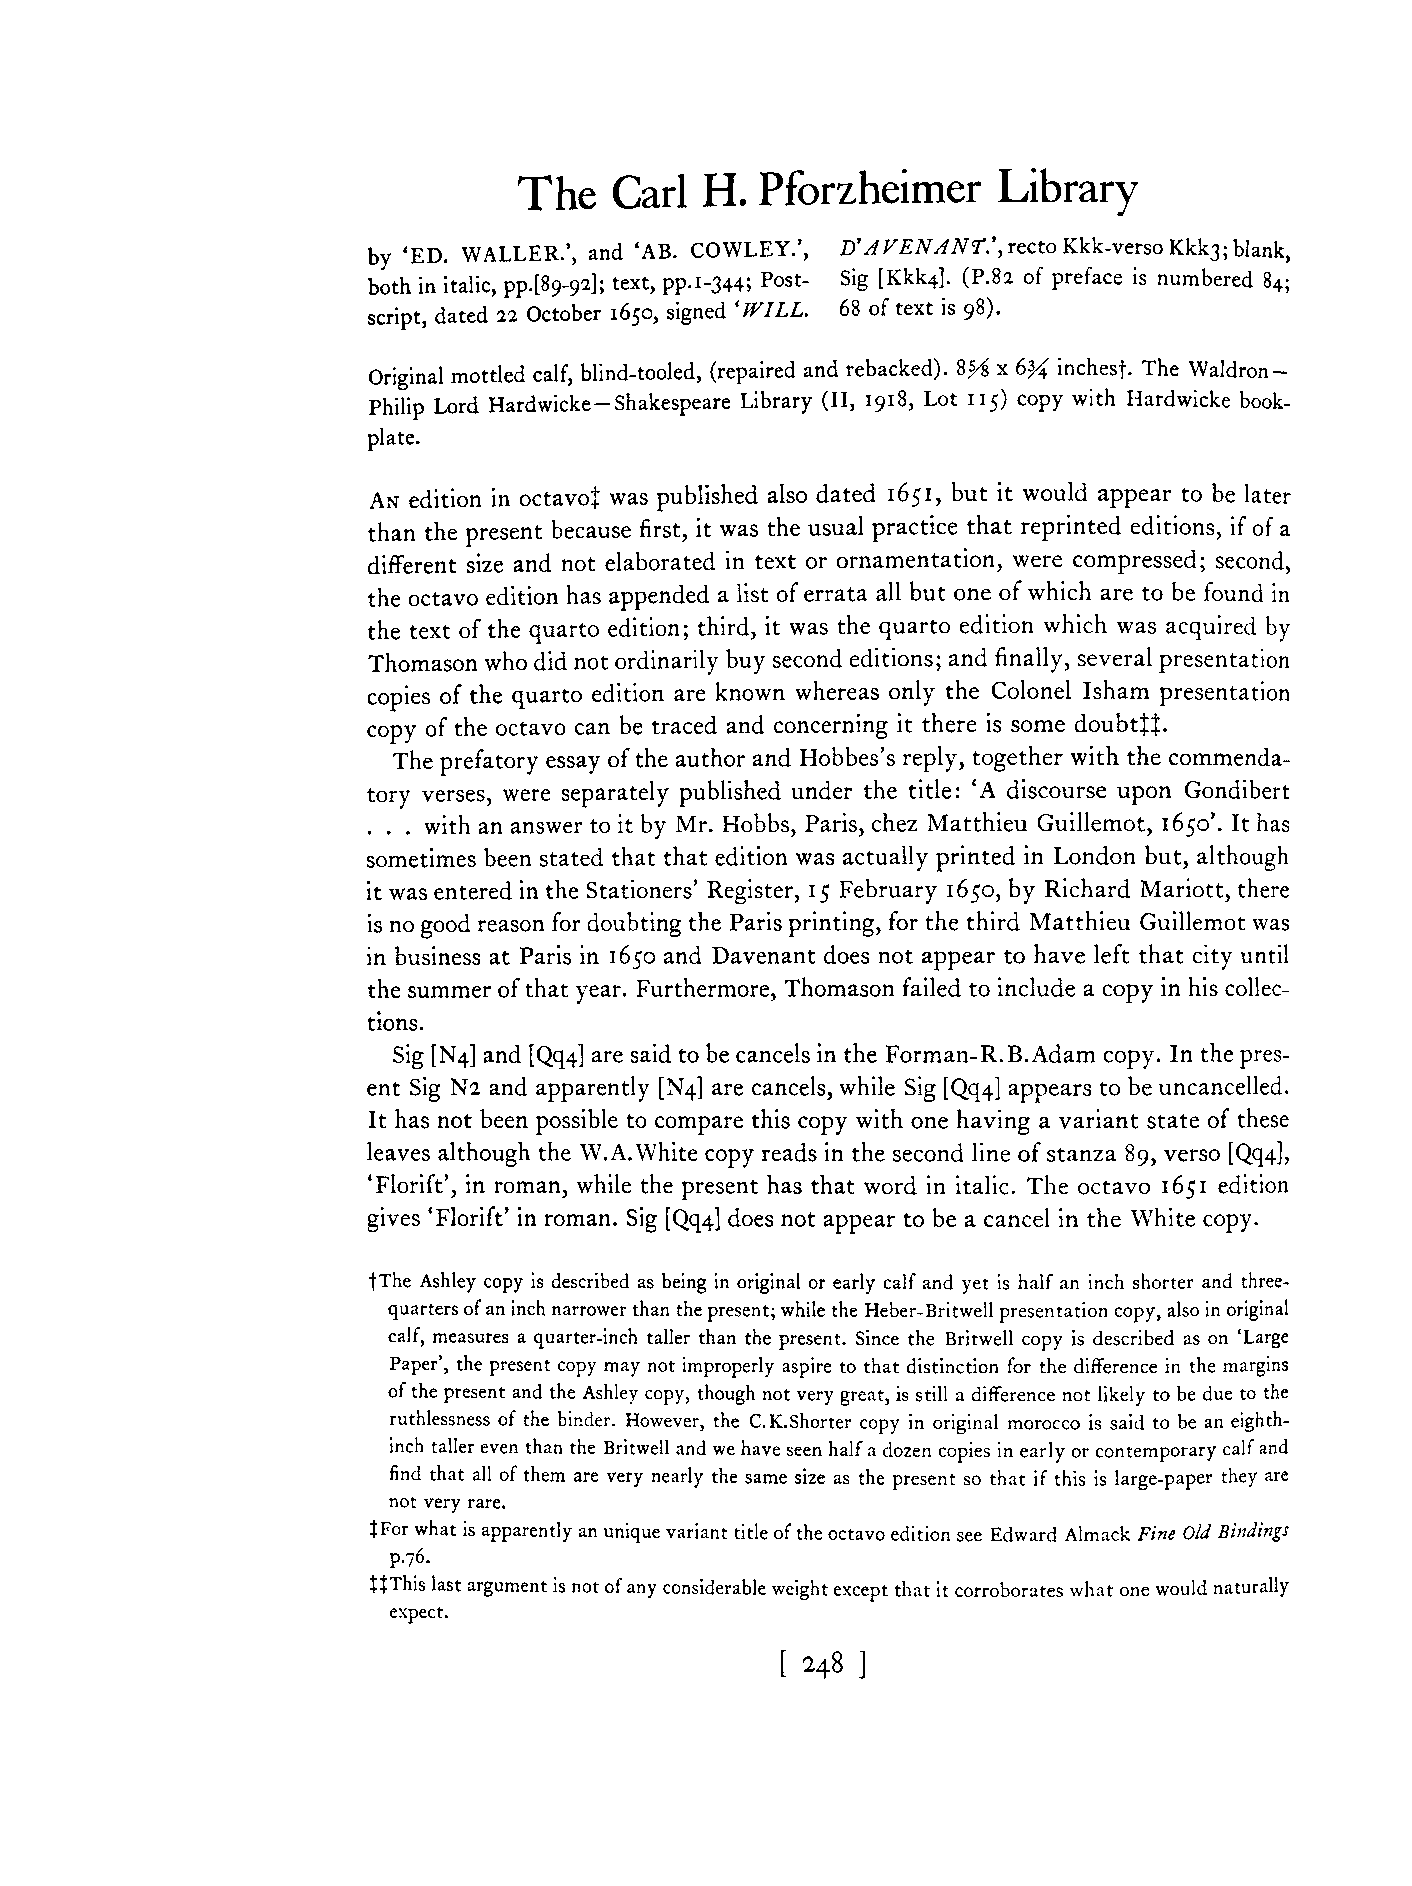 The Carl H. Pforzheimer Library
by ‘ED. WALLER.’, and ‘AB. COWLEY.’,
both in italic, pp.[89-92]; text, pp.1-344; Post-
script, dated 22 October 1650, signed ‘WILL.
D’AVENANT.’, recto Kkk-verso Kkk3; blank,
Sig [Kkk4]. (P.82 of preface is numbered 84;
68 of text is 98).
Original mottled calf, blind-tooled, (repaired and rebacked). 8⅝ x 6¾ inches†. The Waldron—
Philip Lord Hardwicke—Shakespeare Library (II, 1918, Lot 115) copy with Hardwicke book-
plate.
AN edition in octavo‡ was published also dated 1651, but it would appear to be later
than the present because first, it was the usual practice that reprinted editions, if of a
different size and not elaborated in text or ornamentation, were compressed; second,
the octavo edition has appended a list of errata all but one of which are to be found in
the text of the quarto edition; third, it was the quarto edition which was acquired by
Thomason who did not ordinarily buy second editions; and finally, several presentation
copies of the quarto edition are known whereas only the Colonel Isham presentation
copy of the octavo can be traced and concerning it there is some doubt‡‡.
The prefatory essay of the author and Hobbes’s reply, together with the commenda-
tory verses, were separately published under the title: ‘A discourse upon Gondibert
. . . with an answer to it by Mr. Hobbs, Paris, chez Matthieu Guillemot, 1650’. It has
sometimes been stated that that edition was actually printed in London but, although
it was entered in the Stationers’ Register, 15 February 1650, by Richard Mariott, there
is no good reason for doubting the Paris printing, for the third Matthieu Guillemot was
in business at Paris in 1650 and Davenant does not appear to have left that city until
the summer of that year. Furthermore, Thomason failed to include a copy in his collec-
tions.
Sig [N4] and [Qq4] are said to be cancels in the Forman-R.B.Adam copy. In the pres-
ent Sig N2 and apparently [N4] are cancels, while Sig [Qq4] appears to be uncancelled.
It has not been possible to compare this copy with one having a variant state of these
leaves although the W.A.White copy reads in the second line of stanza 89, verso [Qq4],
‘Florift’, in roman, while the present has that word in italic. The octavo 1651 edition
gives ‘Florift’ in roman. Sig [Qq4] does not appear to be a cancel in the White copy.
†The Ashley copy is described as being in original or early calf and yet is half an inch shorter and three-
quarters of an inch narrower than the present; while the Heber-Britwell presentation copy, also in original
calf, measures a quarter-inch taller than the present. Since the Britwell copy is described as on ‘Large
Paper’, the present copy may not improperly aspire to that distinction for the difference in the margins
of the present and the Ashley copy, though not very great, is still a difference not likely to be due to the
ruthlessness of the binder. However, the C.K.Shorter copy in original morocco is said to be an eighth-
inch taller even than the Britwell and we have seen half a dozen copies in early or contemporary calf and
find that all of them are very nearly the same size as the present so that if this is large-paper they are
not very rare.
‡For what is apparently an unique variant title of the octavo edition see Edward Almack Fine Old Bindings
p.76.
‡‡This last argument is not of any considerable weight except that it corroborates what one would naturally
expect.
[ 248 ]